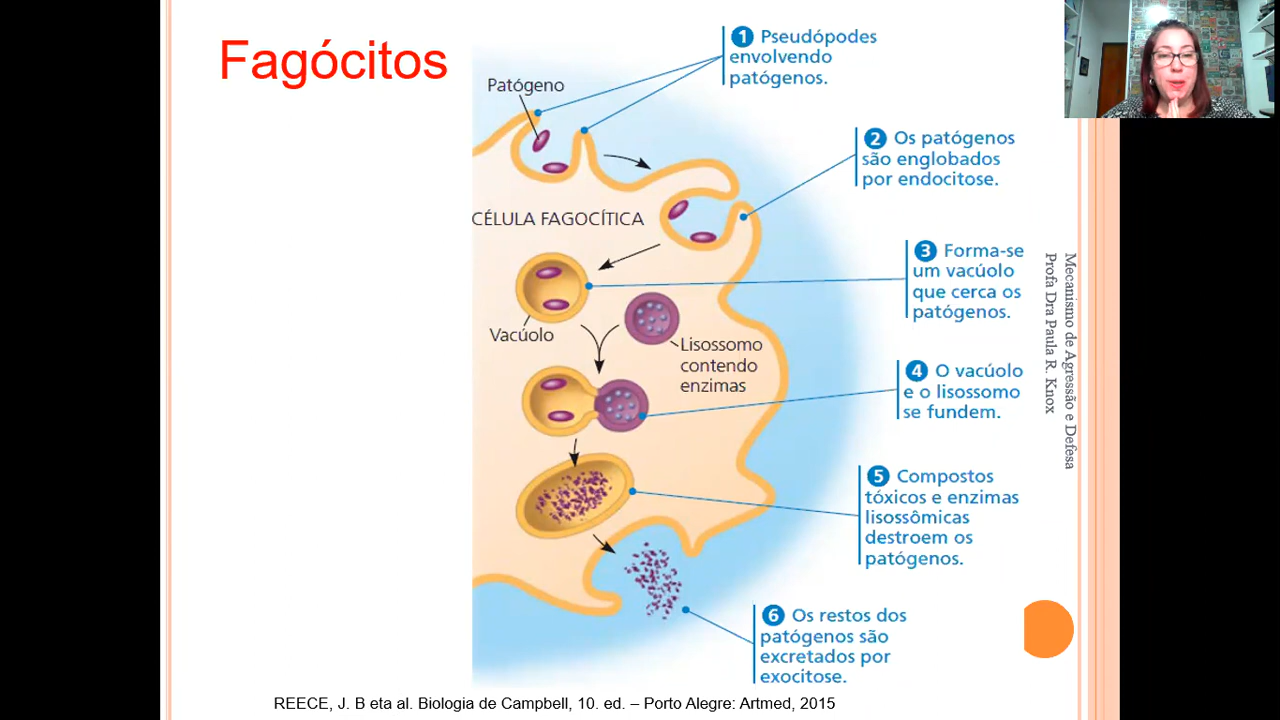 Fagócitos
1 Pseudópodes
envolvendo
patógenos.
Patógeno
2 Os patógenos
são englobados
por endocitose.
CÉLULA FAGOCÍTICA
3 Forma-se
um vacúolo
que cerca os
patógenos.
Vacúolo
Lisossomo
contendo
enzimas
4 O vacúolo
e o lisossomo
se fundem.
5 Compostos
tóxicos e enzimas
lisossômicas
destroem os
patógenos.
6 Os restos dos
patógenos são
excretados por
exocitose.
Mecanismo de Agressão e Defesa
Profa Dra Paula R. Knox
REECE, J. B eta al. Biologia de Campbell, 10. ed. – Porto Alegre: Artmed, 2015